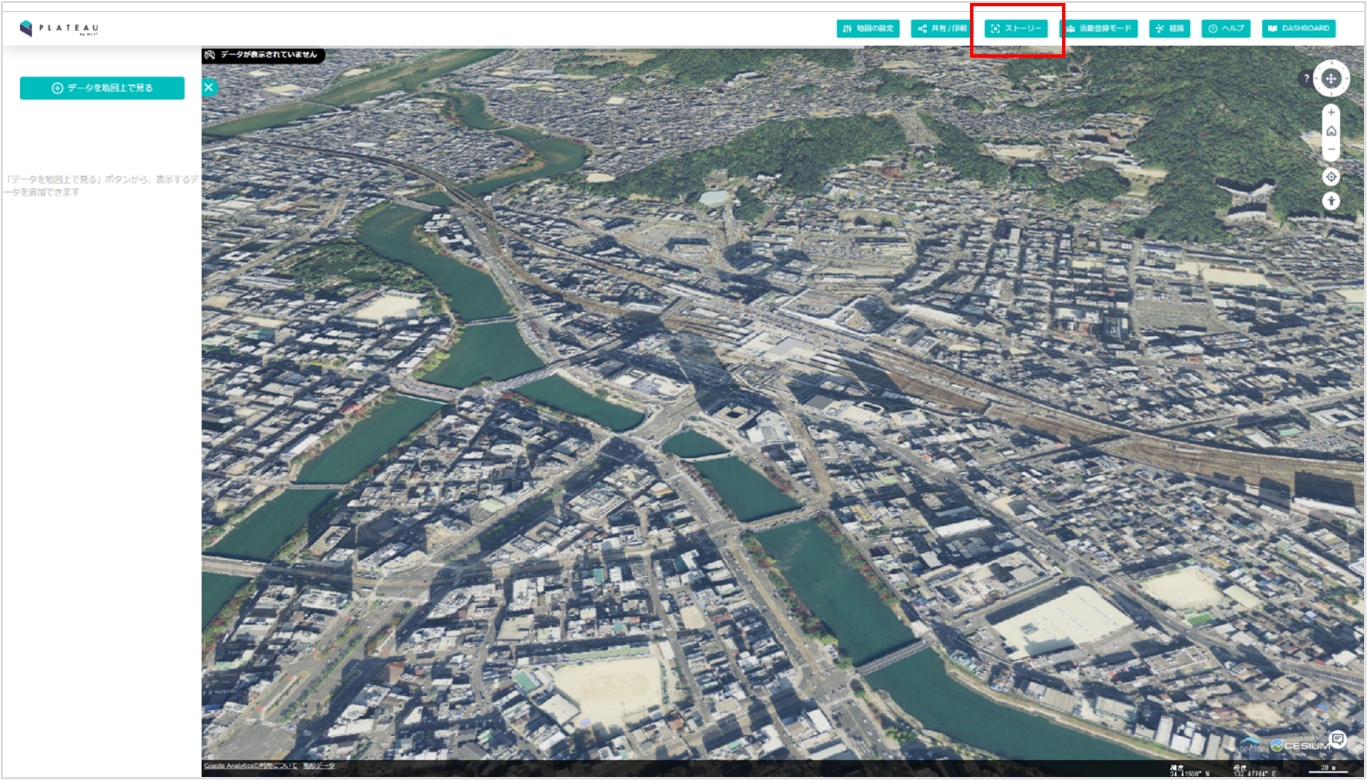 PLATEAU
by MLIT
地図の設定
共有 / 印刷
ストーリー
活動登録モード
経路
ヘルプ
DASHBOARD
データが表示されていません
データを地図上で見る
「データを地図上で見る」ボタンから、表示するデ
ータを追加できます
?
Google Analyticsの利用について 地形データ
CESIUM
緯度
経度
30 m